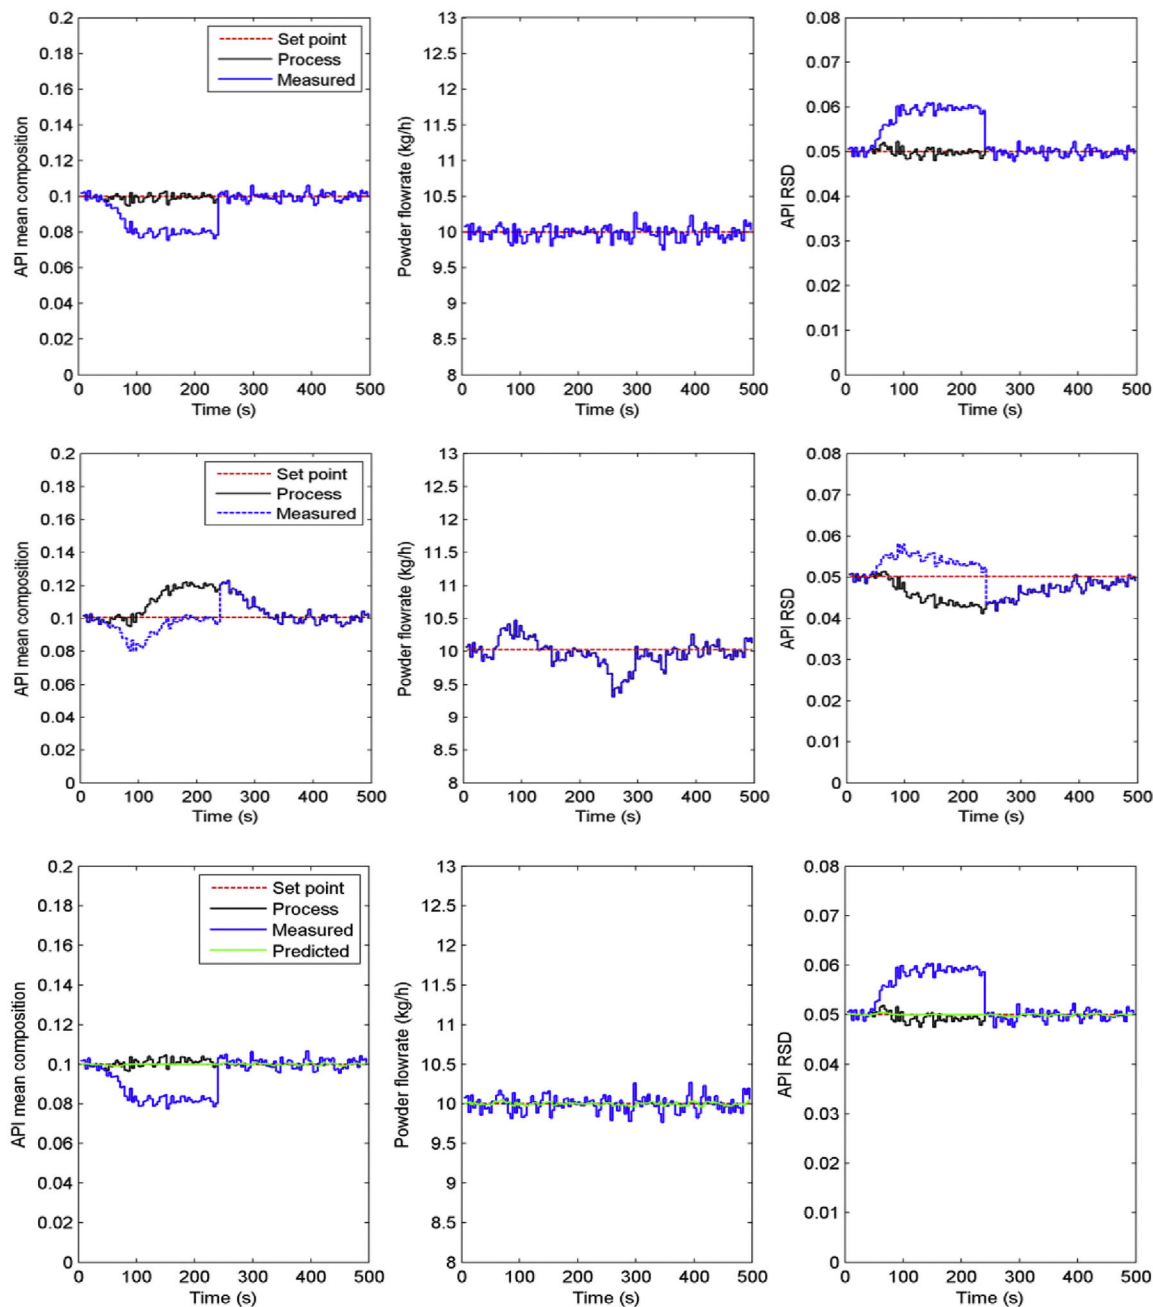 0.2
0.18
0.16
0.14
0.12
0.1
0.08
0.06
0.04
0.02
0
API mean composition
Set point
Process
Measured
0 100 200 300 400 500
Time (s)
13
12.5
12
11.5
11
10.5
10
9.5
9
8.5
8
Powder flowrate (kg/h)
0 100 200 300 400 500
Time (s)
0.08
0.07
0.06
0.05
0.04
0.03
0.02
0.01
0
API RSD
0 100 200 300 400 500
Time (s)
0.2
0.18
0.16
0.14
0.12
0.1
0.08
0.06
0.04
0.02
0
API mean composition
Set point
Process
Measured
0 100 200 300 400 500
Time (s)
13
12.5
12
11.5
11
10.5
10
9.5
9
8.5
8
Powder flowrate (kg/h)
0 100 200 300 400 500
Time (s)
0.08
0.07
0.06
0.05
0.04
0.03
0.02
0.01
0
API RSD
0 100 200 300 400 500
Time (s)
0.2
0.18
0.16
0.14
0.12
0.1
0.08
0.06
0.04
0.02
0
API mean composition
Set point
Process
Measured
Predicted
0 100 200 300 400 500
Time (s)
13
12.5
12
11.5
11
10.5
10
9.5
9
8.5
8
Powder flowrate (kg/h)
0 100 200 300 400 500
Time (s)
0.08
0.07
0.06
0.05
0.04
0.03
0.02
0.01
0
API RSD
0 100 200 300 400 500
Time (s)